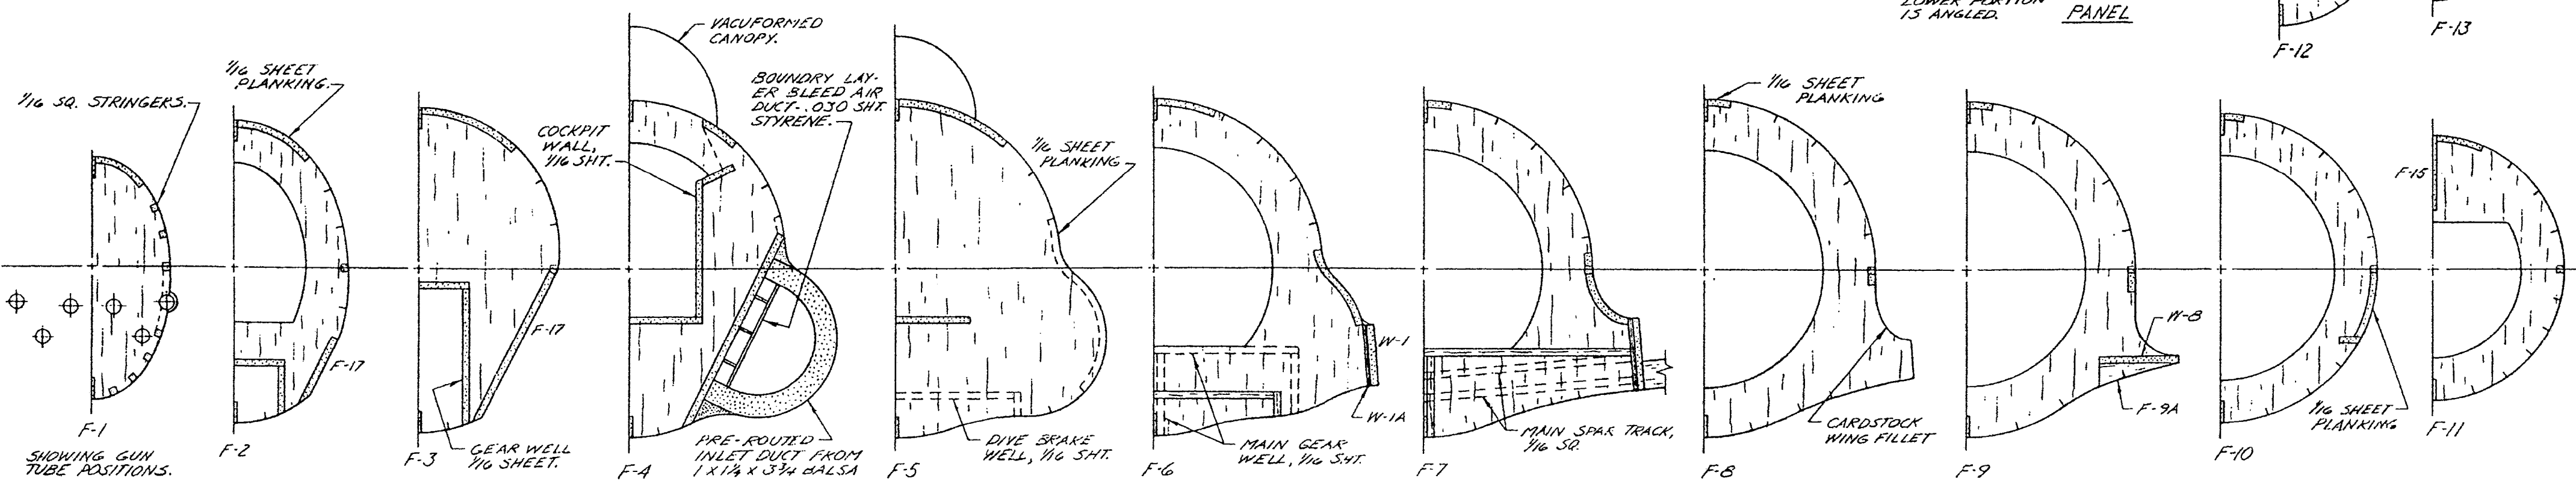 LOWER PORTION
IS ANGLED.
PANEL
F-12
F-13
1/16 SQ. STRINGERS.
F-1
SHOWING GUN
TUBE POSITIONS.
1/16 SHEET
PLANKING.
F-17
F-2
F-17
GEAR WELL
1/16 SHEET.
F-3
VACUFORMED
CANOPY.
BOUNDRY LAY-
ER BLEED AIR
DUCT-.030 SHT.
STYRENE.
COCKPIT
WALL,
1/16 SHT.
PRE-ROUTED
INLET DUCT FROM
1 X 1 1/4 X 3 3/4 BALSA
F-4
1/16 SHEET
PLANKING
DIVE BRAKE
WELL, 1/16 SHT.
F-5
W-1
W-1A
MAIN GEAR
WELL, 1/16 SHT.
F-6
MAIN SPAR TRACK,
1/16 SQ.
F-7
1/16 SHEET
PLANKING
CARDSTOCK
WING FILLET
F-8
W-8
F-9A
F-9
1/16 SHEET
PLANKING
F-10
F-15
F-11